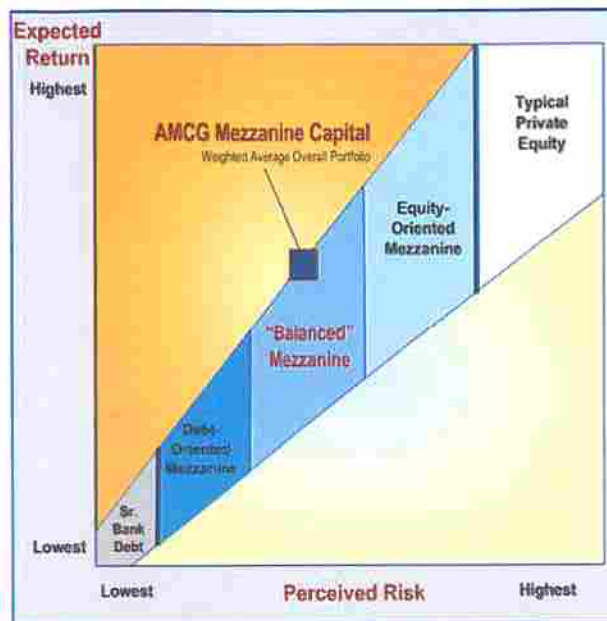 Expected
Return
Highest
AMCG Mezzanine Capital
Weighted Average Overall Portfolio
Typical
Private
Equity
Equity-
Oriented
Mezzanine
"Balanced"
Mezzanine
Debt-
Oriented
Mezzanine
Sr.
Bank
Debt
Lowest
Lowest
Perceived Risk
Highest